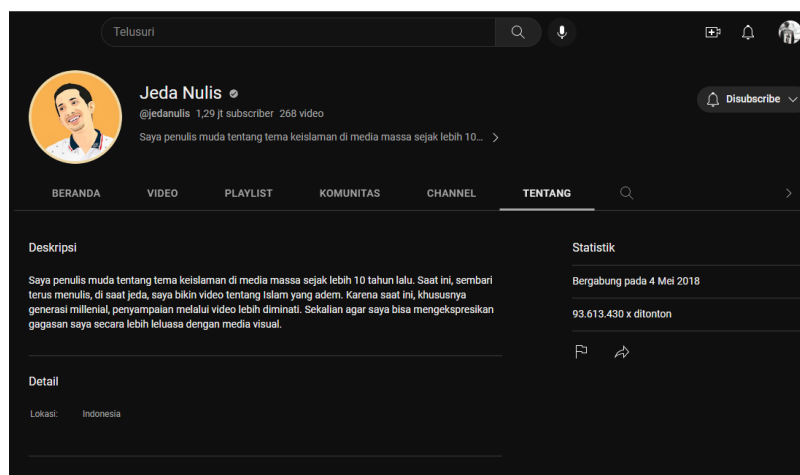 Telusuri
Jeda Nulis
@jedanulis 1,29 jt subscriber 268 video
Saya penulis muda tentang tema keislaman di media massa sejak lebih 10...
Disubscribe
BERANDA VIDEO PLAYLIST KOMUNITAS CHANNEL TENTANG
Deskripsi
Saya penulis muda tentang tema keislaman di media massa sejak lebih 10 tahun lalu. Saat ini, sembari
terus menulis, di saat jeda, saya bikin video tentang Islam yang adem. Karena saat ini, khususnya
generasi millenial, penyampaian melalui video lebih diminati. Sekalian agar saya bisa mengekspresikan
gagasan saya secara lebih leluasa dengan media visual.
Detail
Lokasi: Indonesia
Statistik
Bergabung pada 4 Mei 2018
93.613.430 x ditonton